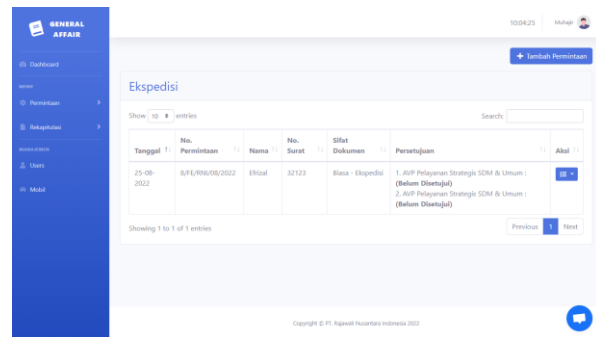 GENERAL
AFFAIR
10:04:25
Muhajir
Dashboard
+ Tambah Permintaan
Ekspedisi
Permintaan
Show 10 entries
Search:
Rekapitulasi
Tanggal
No. Permintaan
Nama
No. Surat
Sifat Dokumen
Persetujuan
Aksi
Users
Mobil
25-08-2022
8/FE/RNI/08/2022
Efrizal
32123
Biasa - Ekspedisi
1. AVP Pelayanan Strategis SDM & Umum :
(Belum Disetujui)
2. AVP Pelayanan Strategis SDM & Umum :
(Belum Disetujui)
Showing 1 to 1 of 1 entries
Previous 1 Next
Copyright © PT. Rajawali Nusantara Indonesia 2022